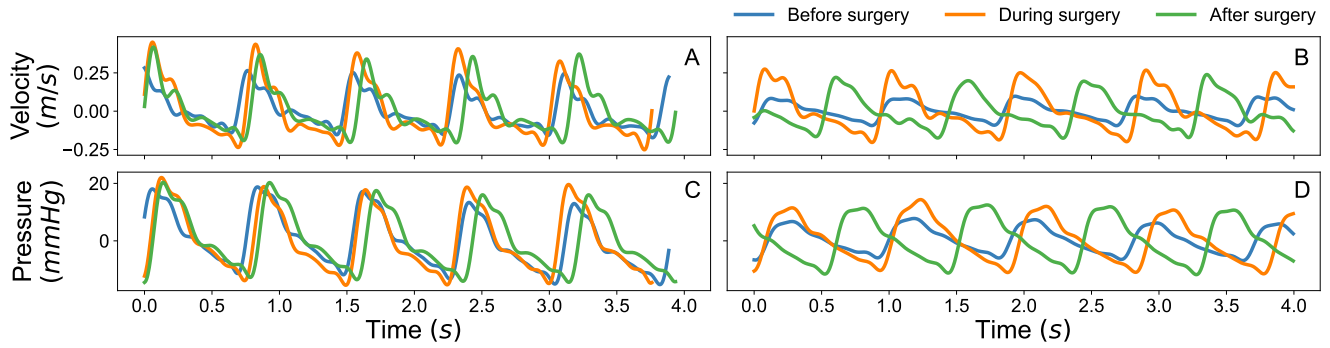 Before surgery During surgery After surgery
Velocity
(m/s)
0.25
0.00
−0.25
A
B
Pressure
(mmHg)
20
0
C
D
0.0 0.5 1.0 1.5 2.0 2.5 3.0 3.5 4.0
0.0 0.5 1.0 1.5 2.0 2.5 3.0 3.5 4.0
Time (s)
Time (s)